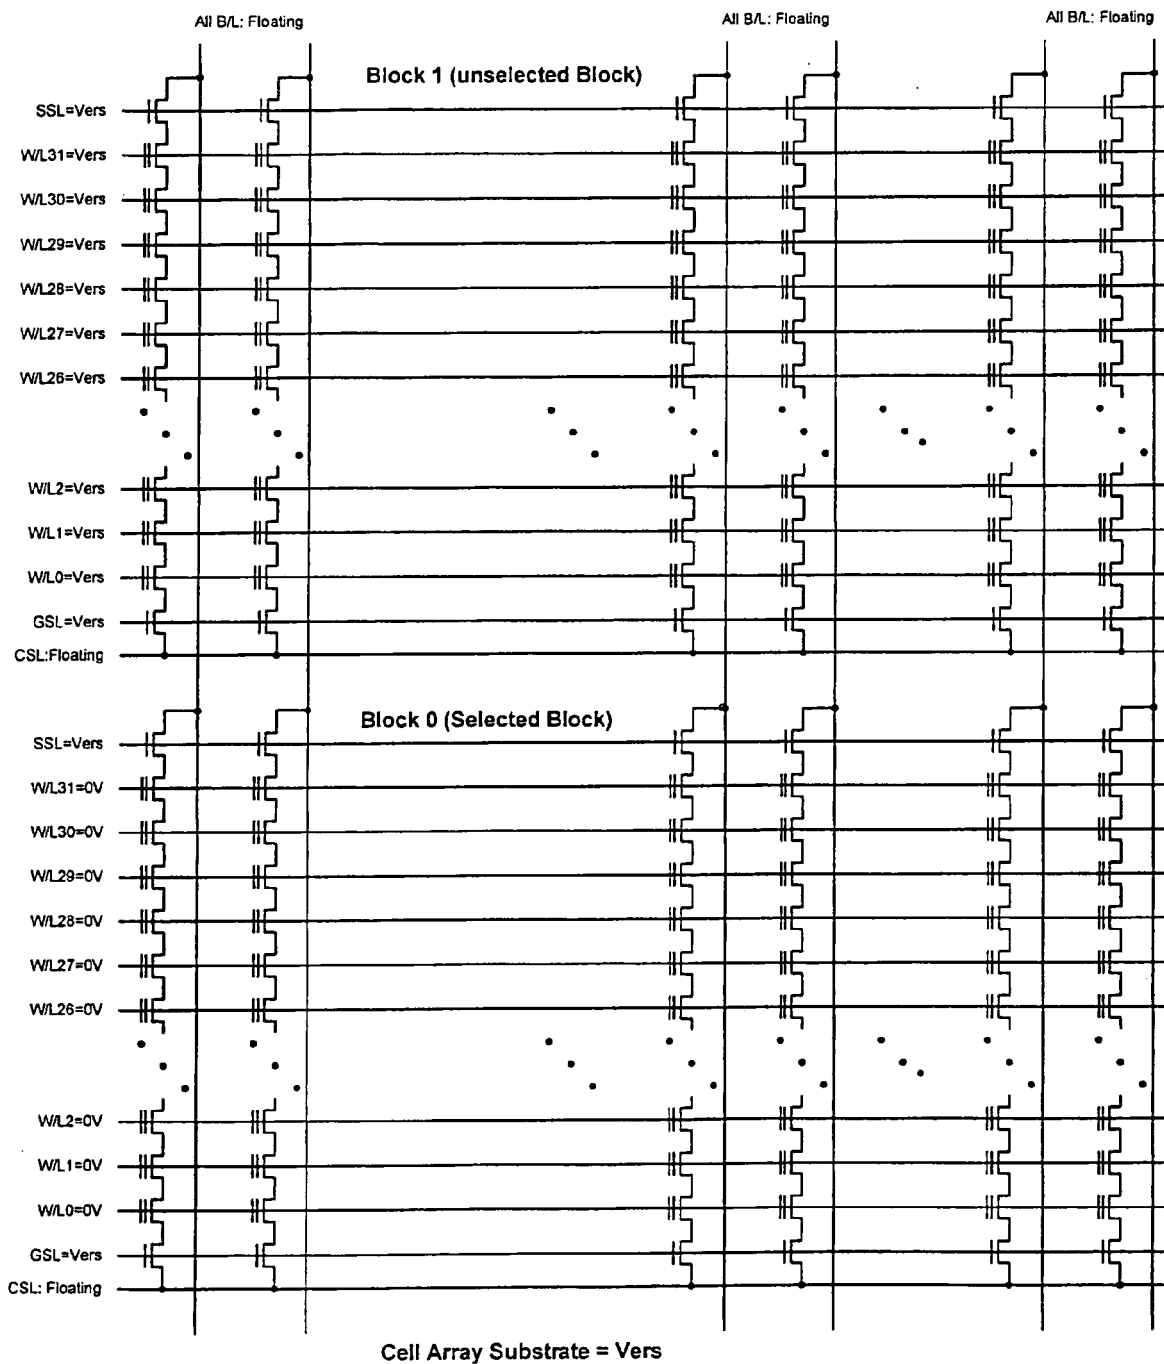 All B/L: Floating
All B/L: Floating
All B/L: Floating
Block 1 (unselected Block)
SSL=Vers
W/L31=Vers
W/L30=Vers
W/L29=Vers
W/L28=Vers
W/L27=Vers
W/L26=Vers
W/L2=Vers
W/L1=Vers
W/L0=Vers
GSL=Vers
CSL:Floating
Block 0 (Selected Block)
SSL=Vers
W/L31=0V
W/L30=0V
W/L29=0V
W/L28=0V
W/L27=0V
W/L26=0V
W/L2=0V
W/L1=0V
W/L0=0V
GSL=Vers
CSL: Floating
Cell Array Substrate = Vers